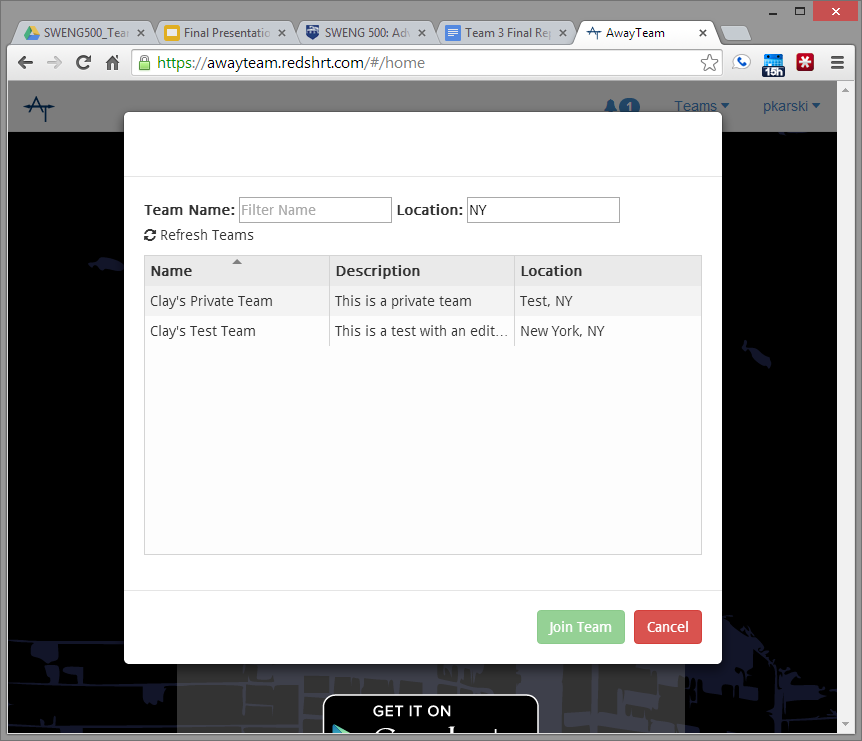 SWENG500_Tea
Final Presentatio
SWENG 500: Adv
Team 3 Final Rep
AwayTeam
https://awayteam.redshrt.com/#/home
15h
1
Teams
pkarski
Team Name: Filter Name Location: NY
Refresh Teams
Name Description Location
Clay's Private Team This is a private team Test, NY
Clay's Test Team This is a test with an edit... New York, NY
Join Team Cancel
GET IT ON